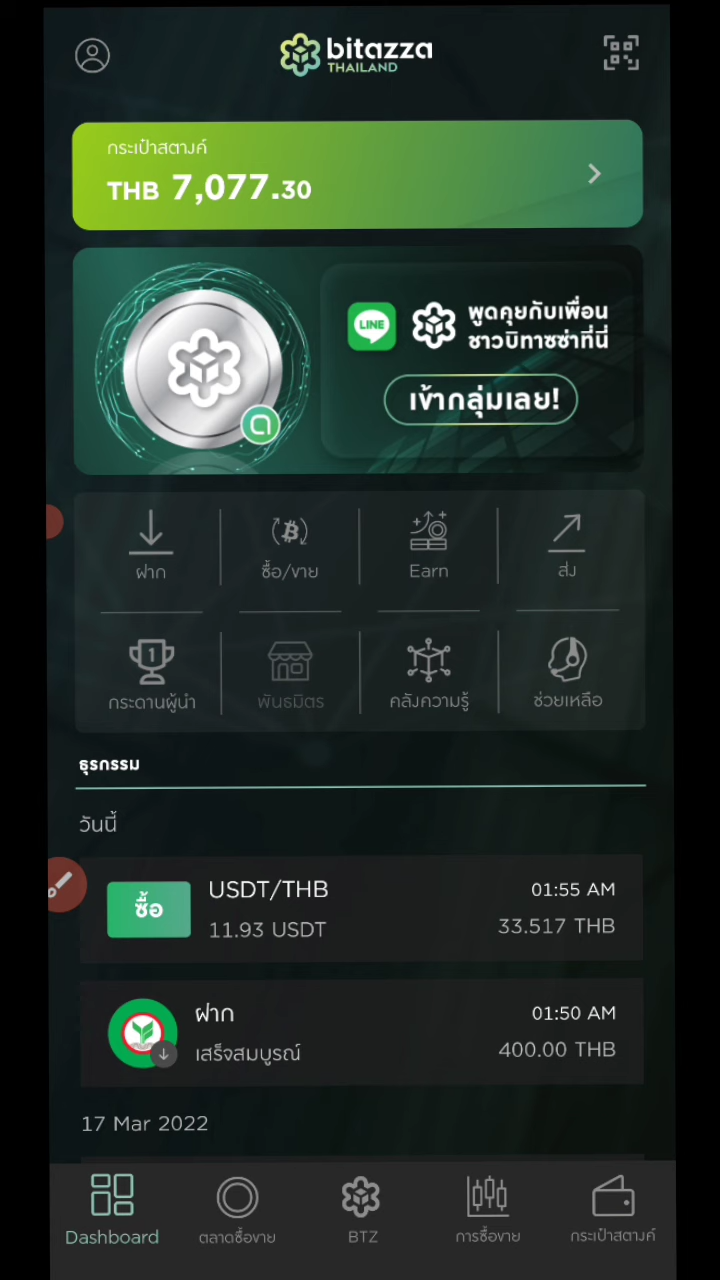 bitazza
THAILAND
กระเป๋าสตางค์
THB 7,077.30
LINE
พูดคุยกับเพื่อน
ชาวบิทาซซ่าที่นี่
เข้ากลุ่มเลย!
ฝาก
ซื้อ/ขาย
Earn
ส่ง
1
กระดานผู้นำ
พันธมิตร
คลังความรู้
ช่วยเหลือ
ธุรกรรม
วันนี้
ซื้อ
USDT/THB
01:55 AM
11.93 USDT
33.517 THB
ฝาก
01:50 AM
เสร็จสมบูรณ์
400.00 THB
17 Mar 2022
Dashboard
ตลาดซื้อขาย
BTZ
การซื้อขาย
กระเป๋าสตางค์